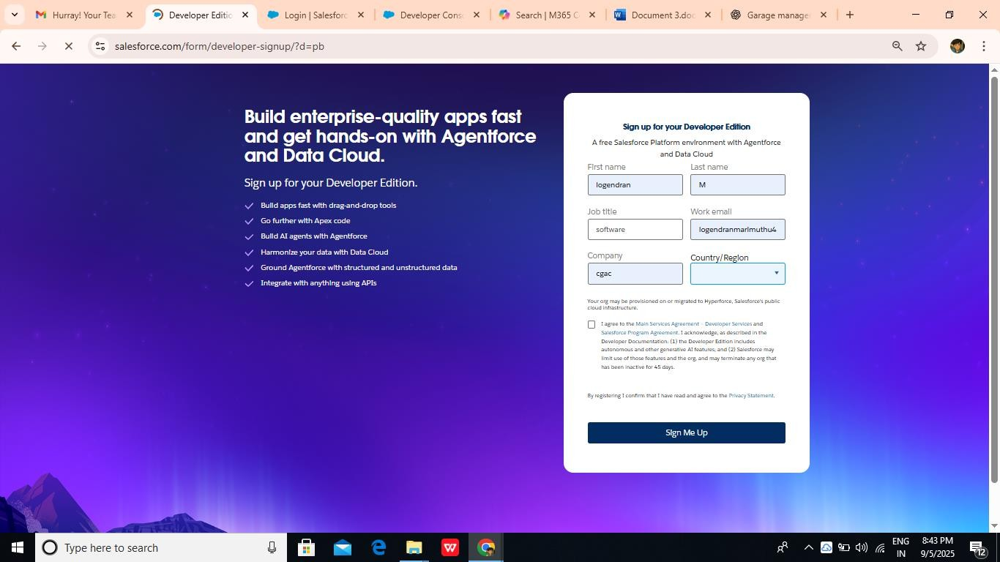 Hurray! Your Tea
Developer Editio
Login | Salesforc
Developer Cons
Search | M365 C
Document 3.doc
Garage manage
salesforce.com/form/developer-signup/?d=pb
Build enterprise-quality apps fast
and get hands-on with Agentforce
and Data Cloud.
Sign up for your Developer Edition.
Build apps fast with drag-and-drop tools
Go further with Apex code
Build AI agents with Agentforce
Harmonize your data with Data Cloud
Ground Agentforce with structured and unstructured data
Integrate with anything using APIs
Sign up for your Developer Edition
A free Salesforce Platform environment with Agentforce
and Data Cloud
First name Last name
logendran M
Job title Work email
software logendranmarimuthu4
Company Country/Region
cgac
Your org may be provisioned on or migrated to Hyperforce, Salesforce's public
cloud infrastructure.
I agree to the Main Services Agreement - Developer Services and
Salesforce Program Agreement. I acknowledge, as described in the
Developer Documentation: (1) the Developer Edition includes
autonomous and other generative AI features; and (2) Salesforce may
limit use of those features and the org, and may terminate any org that
has been inactive for 45 days.
By registering I confirm that I have read and agree to the Privacy Statement.
Sign Me Up
Type here to search
ENG
IN
8:43 PM
9/5/2025
12